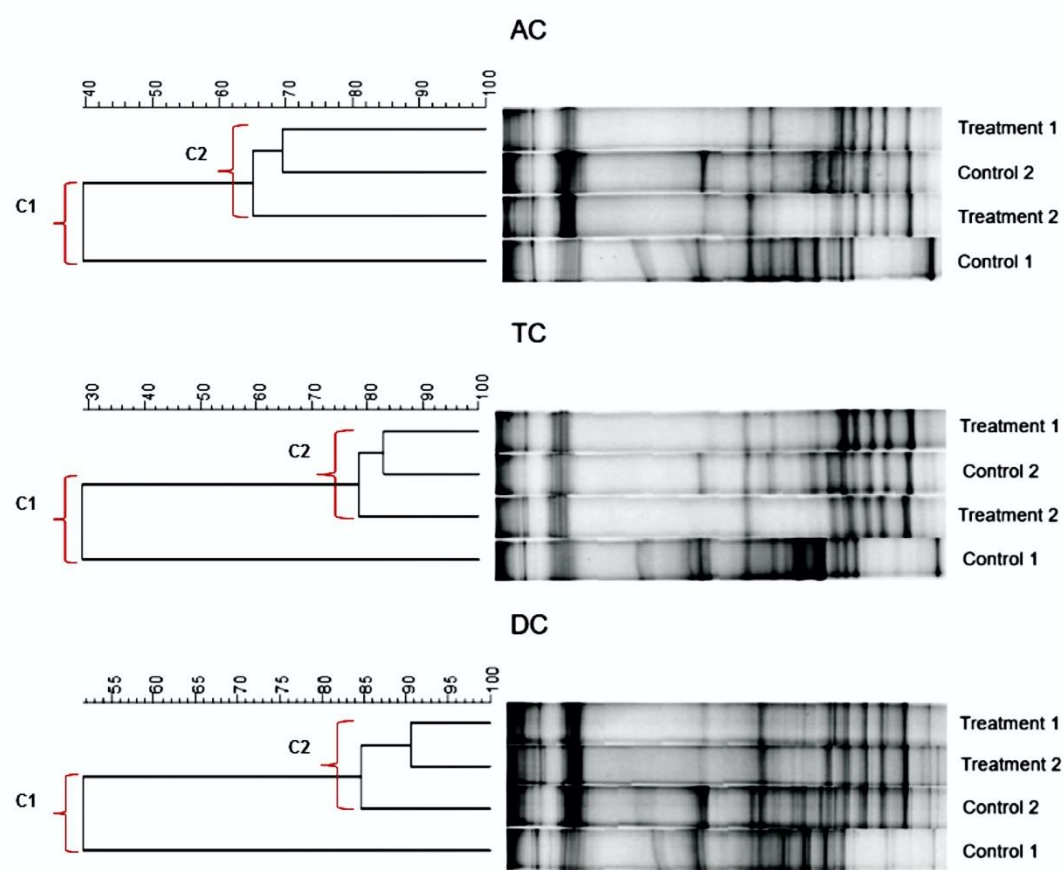 AC
40 50 60 70 80 90 100
C2
C1
Treatment 1
Control 2
Treatment 2
Control 1
TC
30 40 50 60 70 80 90 100
C2
C1
Treatment 1
Control 2
Treatment 2
Control 1
DC
55 60 65 70 75 80 85 90 95 100
C2
C1
Treatment 1
Treatment 2
Control 2
Control 1